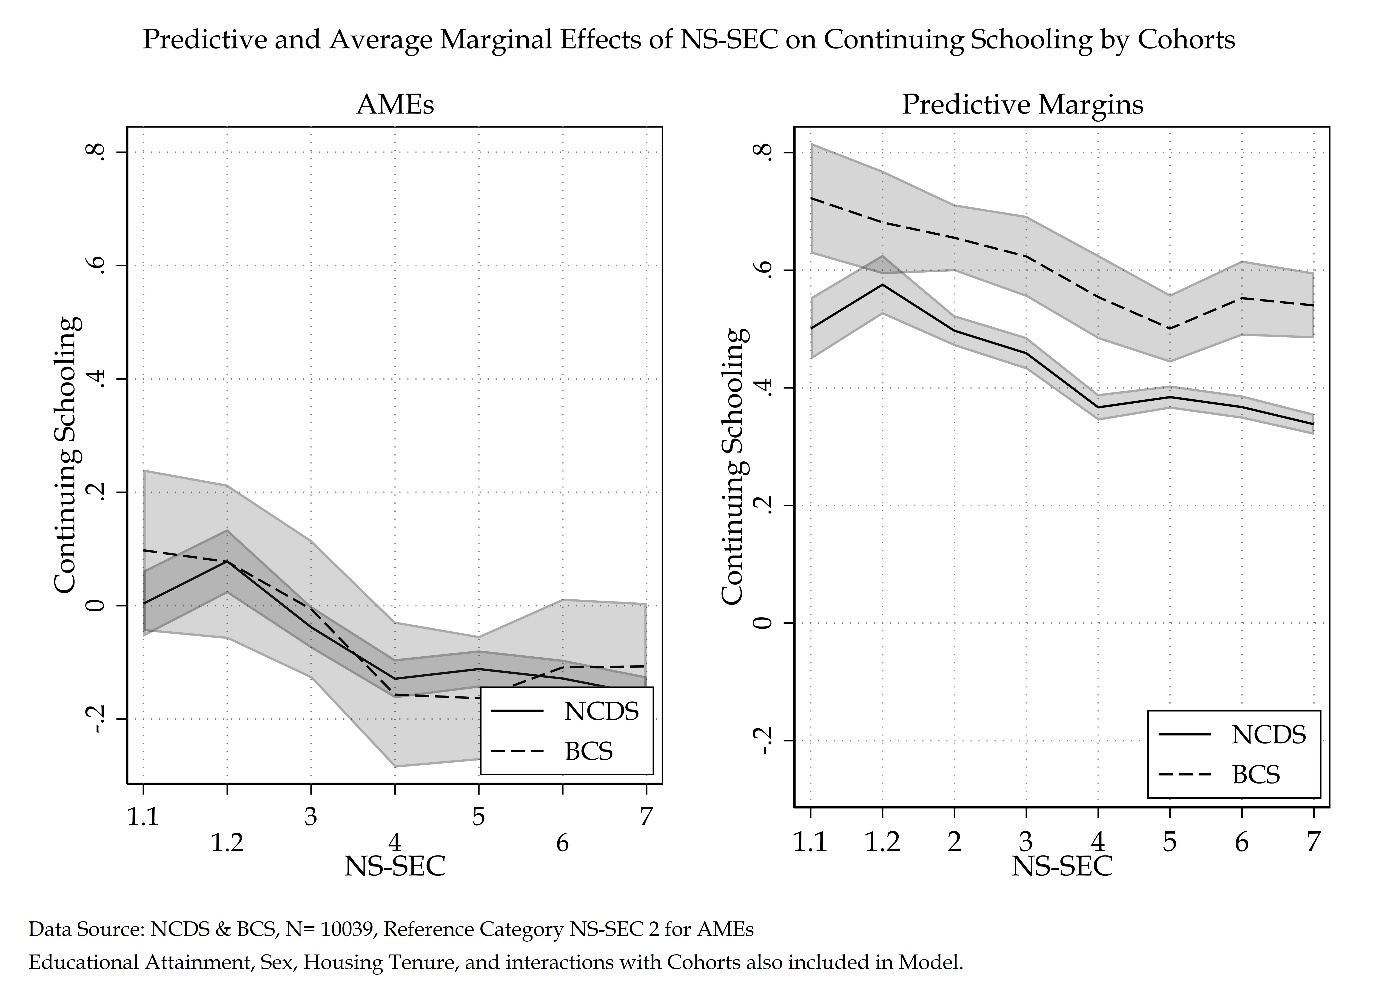 Predictive and Average Marginal Effects of NS-SEC on Continuing Schooling by Cohorts
AMEs
Continuing Schooling
.8
.6
.4
.2
0
-.2
1.1
1.2
3
4
5
6
7
NS-SEC
NCDS
BCS
Predictive Margins
Continuing Schooling
.8
.6
.4
.2
0
-.2
1.1
1.2
2
3
4
5
6
7
NS-SEC
NCDS
BCS
Data Source: NCDS & BCS, N= 10039, Reference Category NS-SEC 2 for AMEs
Educational Attainment, Sex, Housing Tenure, and interactions with Cohorts also included in Model.